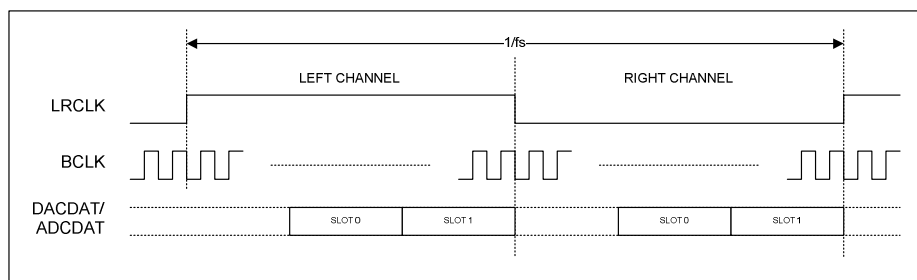 1/fs
LEFT CHANNEL RIGHT CHANNEL
LRCLK
BCLK
DACDAT/
ADCDAT
SLOT 0 SLOT 1 SLOT 0 SLOT 1